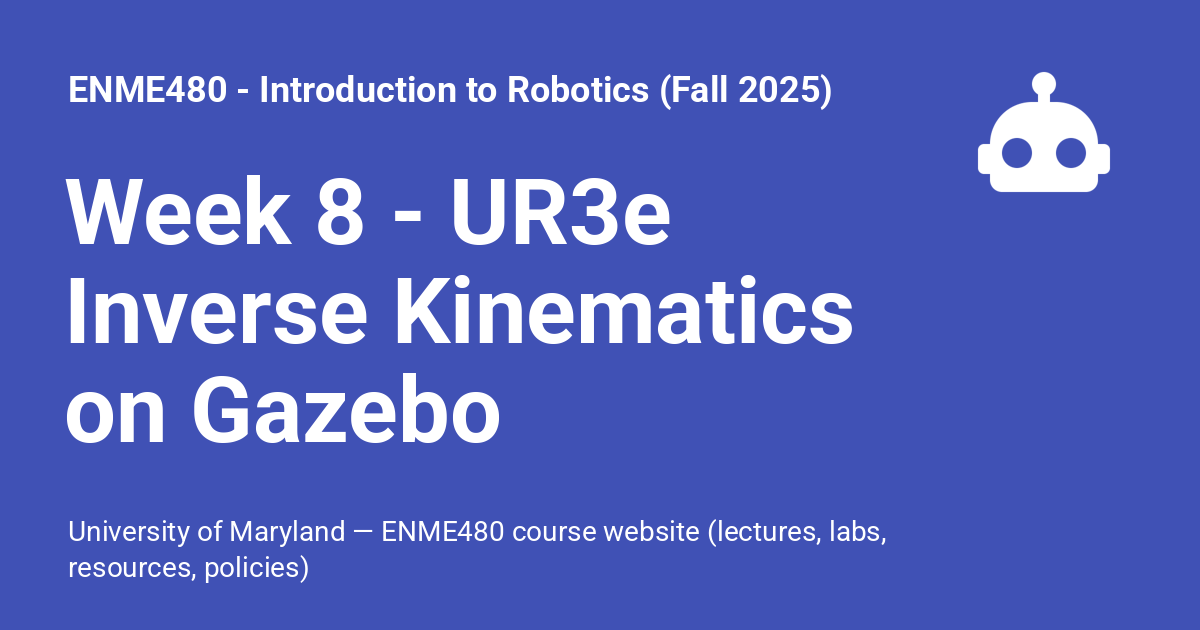 ENME480 - Introduction to Robotics (Fall 2025)
Week 8 - UR3e
Inverse Kinematics
on Gazebo
University of Maryland — ENME480 course website (lectures, labs,
resources, policies)